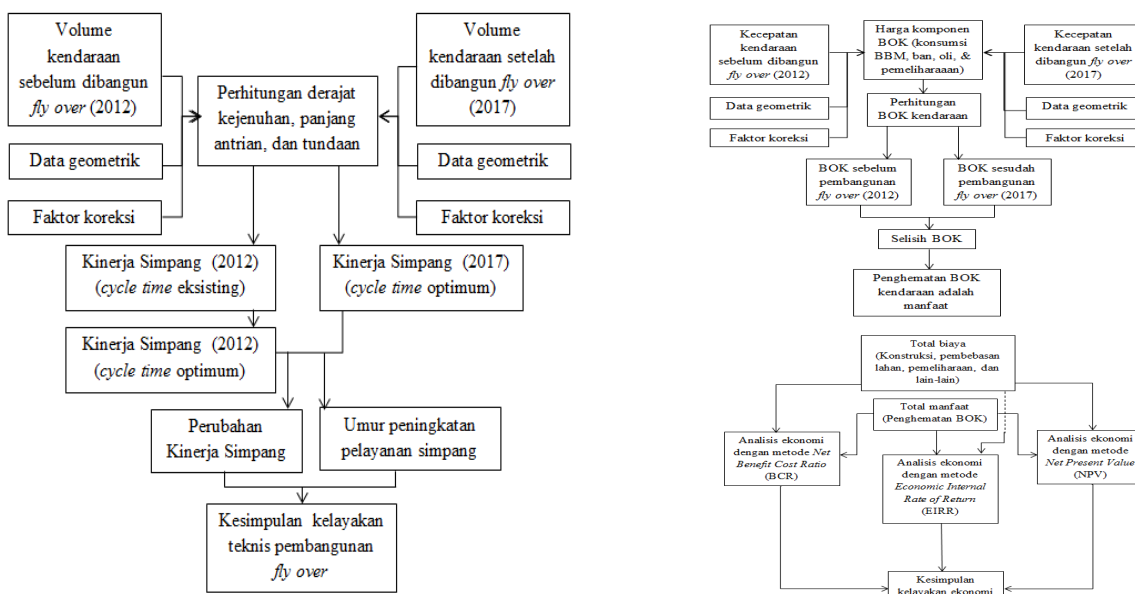 Volume
kendaraan
sebelum dibangun
fly over (2012)
Data geometrik
Faktor koreksi
Perhitungan derajat
kejenuhan, panjang
antrian, dan tundaan
Volume
kendaraan setelah
dibangun fly over
(2017)
Data geometrik
Faktor koreksi
Kinerja Simpang (2012)
(cycle time eksisting)
Kinerja Simpang (2017)
(cycle time optimum)
Kinerja Simpang (2012)
(cycle time optimum)
Perubahan
Kinerja Simpang
Umur peningkatan
pelayanan simpang
Kesimpulan kelayakan
teknis pembangunan
fly over
Kecepatan
kendaraan
sebelum dibangun
fly over (2012)
Data geometrik
Faktor koreksi
Harga komponen
BOK (konsumsi
BBM, ban, oli, &
pemeliharaaan)
Kecepatan
kendaraan setelah
dibangun fly over
(2017)
Data geometrik
Faktor koreksi
Perhitungan
BOK kendaraan
BOK sebelum
pembangunan
fly over (2012)
BOK sesudah
pembangunan
fly over (2017)
Selisih BOK
Penghematan BOK
kendaraan adalah
manfaat
Total biaya
(Konstruksi, pembebasan
lahan, pemeliharaan, dan
lain-lain)
Total manfaat
(Penghematan BOK)
Analisis ekonomi
dengan metode Net
Benefit Cost Ratio
(BCR)
Analisis ekonomi
dengan metode
Economic Internal
Rate of Return
(EIRR)
Analisis ekonomi
dengan metode
Net Present Value
(NPV)
Kesimpulan
kelayakan ekonomi